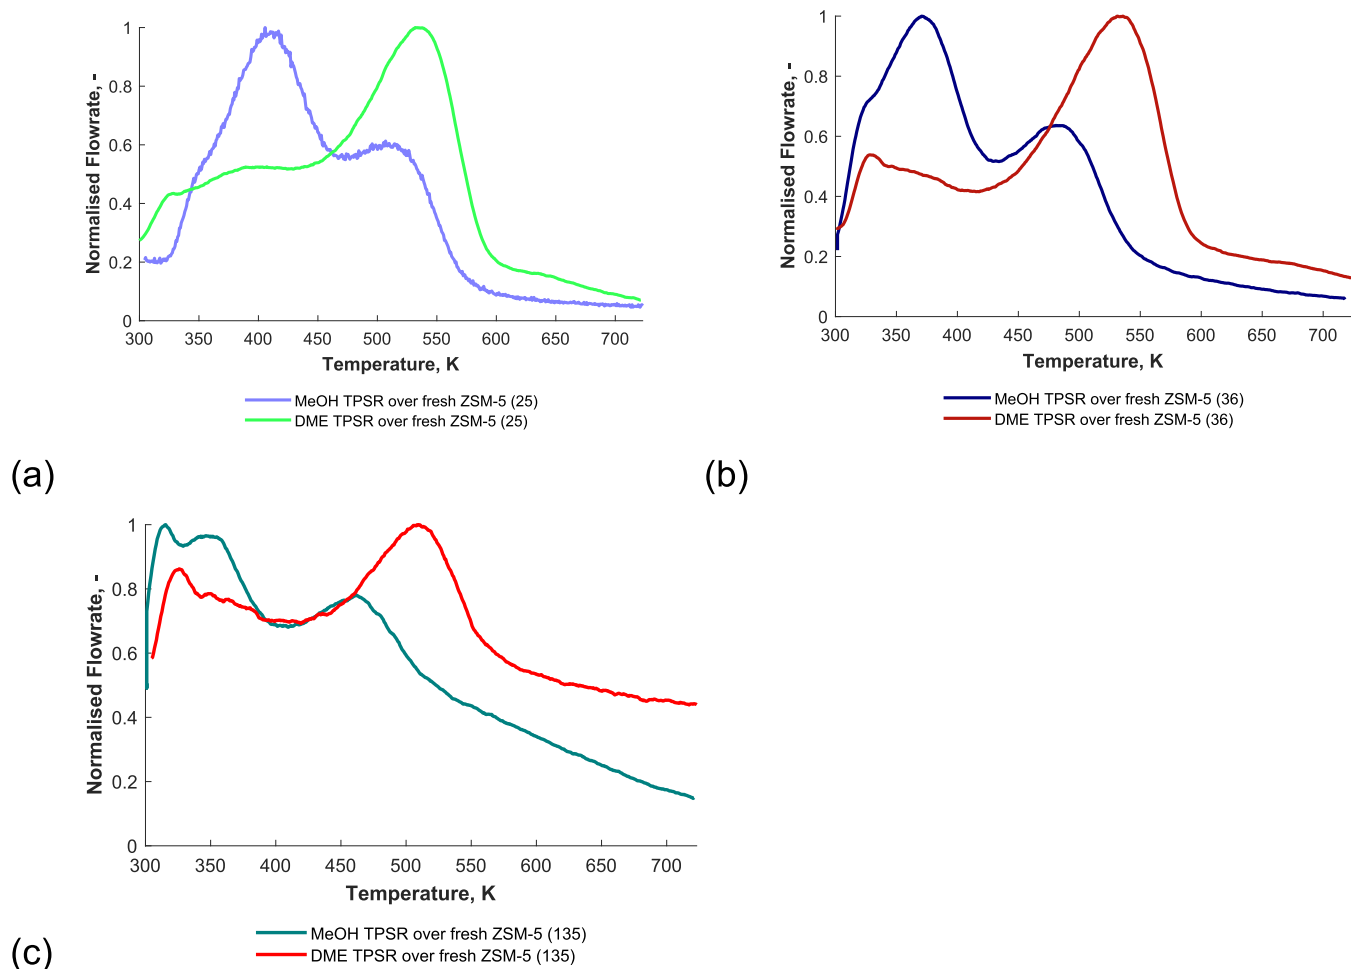 1
0.8
0.6
0.4
0.2
0
Normalised Flowrate, -
300 350 400 450 500 550 600 650 700
Temperature, K
MeOH TPSR over fresh ZSM-5 (25)
DME TPSR over fresh ZSM-5 (25)
(a)
1
0.8
0.6
0.4
0.2
0
Normalised Flowrate, -
300 350 400 450 500 550 600 650 700
Temperature, K
MeOH TPSR over fresh ZSM-5 (36)
DME TPSR over fresh ZSM-5 (36)
(b)
1
0.8
0.6
0.4
0.2
0
Normalised Flowrate, -
300 350 400 450 500 550 600 650 700
Temperature, K
MeOH TPSR over fresh ZSM-5 (135)
DME TPSR over fresh ZSM-5 (135)
(c)